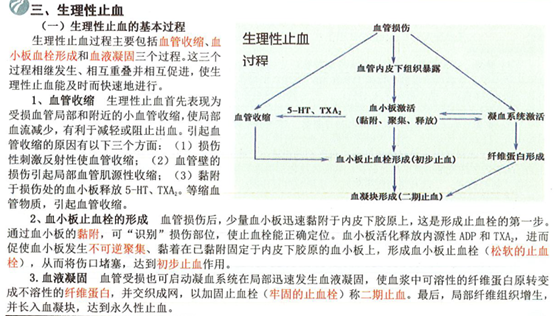 三、生理性止血
（一）生理性止血的基本过程
生理性止血过程主要包括血管收缩、血
小板血栓形成和血液凝固三个过程。这三个
过程相继发生、相互重叠并相互促进，使生
理性止血能及时而快速地进行。
1、血管收缩 生理性止血首先表现为
受损血管局部和附近的小血管收缩，使局部
血流减少，有利于减轻或阻止出血。引起血
管收缩的原因有以下三个方面：（1）损伤
性刺激反射性使血管收缩；（2）血管壁的
损伤引起局部血管肌源性收缩；（3）黏附
于损伤处的血小板释放 5-HT、TXA₂。等缩血
管物质，引起血管收缩。
生理性止血
过程
血管损伤
血管内皮下组织暴露
血管收缩
5-HT、TXA₂
血小板激活
（黏附、聚集、释放）
凝血系统激活
血小板止血栓形成（初步止血）
纤维蛋白形成
血凝块形成（二期止血）
2、血小板止血栓的形成 血管损伤后，少量血小板迅速黏附于内皮下胶原上，这是形成止血栓的第一步。
通过血小板的黏附，可“识别”损伤部位，使止血栓能正确定位。血小板活化释放内源性 ADP 和 TXA₂，进而
促使血小板发生不可逆聚集、黏着在已黏附固定于内皮下胶原的血小板上，形成血小板止血栓（松软的止血
栓），从而将伤口堵塞，达到初步止血作用。
3. 血液凝固 血管受损也可启动凝血系统在局部迅速发生血液凝固，使血浆中可溶性的纤维蛋白原转变
成不溶性的纤维蛋白，并交织成网，以加固止血栓（牢固的止血栓）称二期止血。最后，局部纤维组织增生，
并长入血凝块，达到永久性止血。